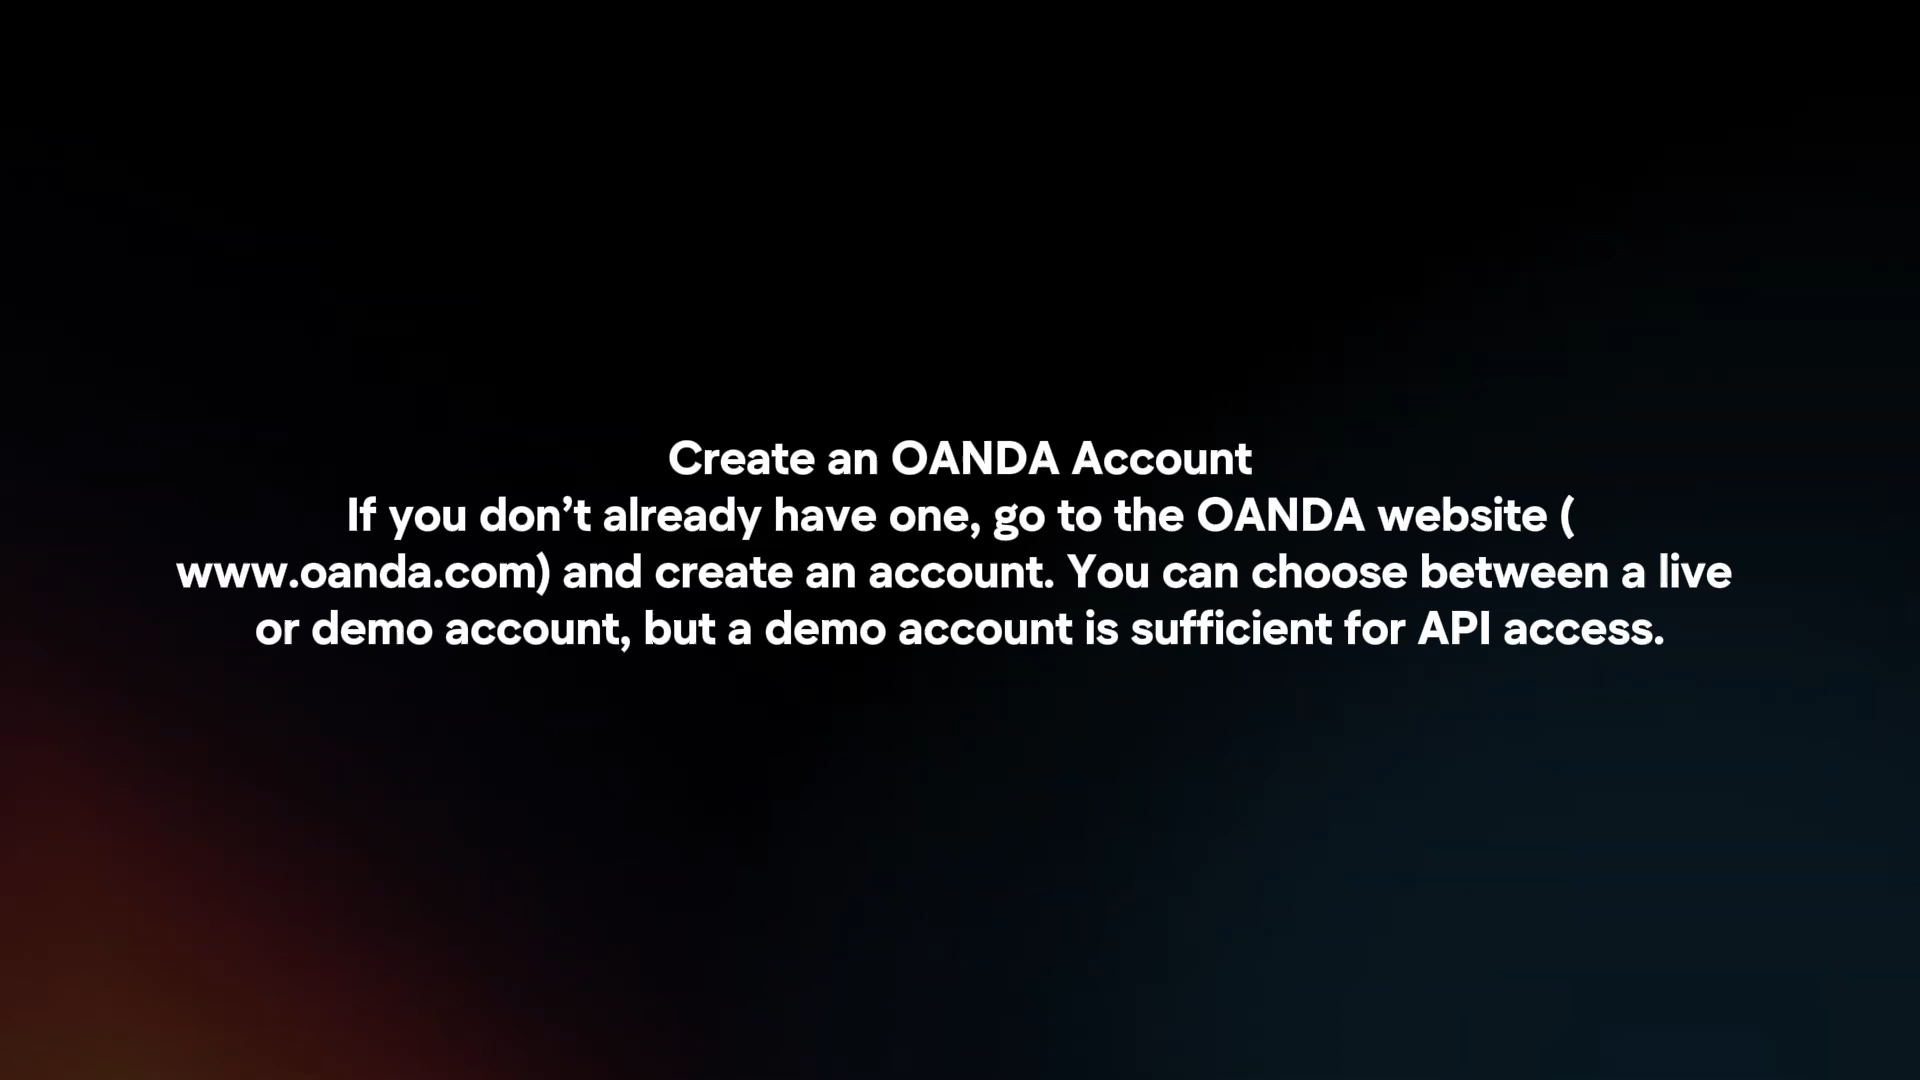 Create an OANDA Account
If you don’t already have one, go to the OANDA website (
www.oanda.com) and create an account. You can choose between a live
or demo account, but a demo account is sufficient for API access.